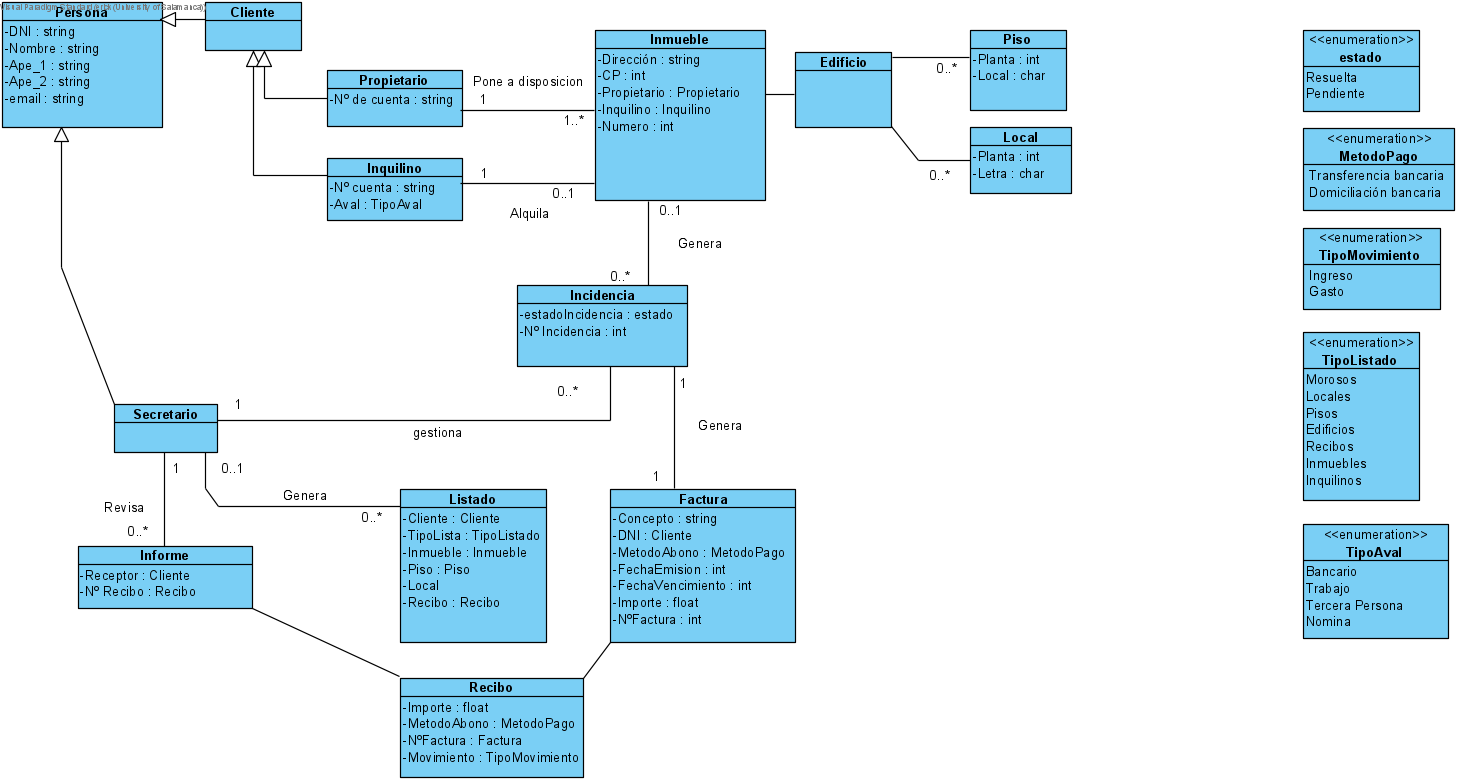 Visual Paradigm Standard(erjbk(University of Salamanca))
Persona
-DNI : string
-Nombre : string
-Ape_1 : string
-Ape_2 : string
-email : string
Cliente
Propietario
-Nº de cuenta : string
Pone a disposicion
1
1..*
Inquilino
-Nº cuenta : string
-Aval : TipoAval
1
0..1
Alquila
Inmueble
-Dirección : string
-CP : int
-Propietario : Propietario
-Inquilino : Inquilino
-Numero : int
Edificio
0..*
0..*
Piso
-Planta : int
-Local : char
Local
-Planta : int
-Letra : char
0..1
Genera
0..*
Incidencia
-estadoIncidencia : estado
-Nº Incidencia : int
0..*
1
gestiona
1
Genera
1
Secretario
1
Revisa
0..*
0..1
Genera
0..*
Informe
-Receptor : Cliente
-Nº Recibo : Recibo
Listado
-Cliente : Cliente
-TipoLista : TipoListado
-Inmueble : Inmueble
-Piso : Piso
-Local
-Recibo : Recibo
Factura
-Concepto : string
-DNI : Cliente
-MetodoAbono : MetodoPago
-FechaEmision : int
-FechaVencimiento : int
-Importe : float
-NºFactura : int
Recibo
-Importe : float
-MetodoAbono : MetodoPago
-NºFactura : Factura
-Movimiento : TipoMovimiento
<<enumeration>>
estado
Resuelta
Pendiente
<<enumeration>>
MetodoPago
Transferencia bancaria
Domiciliación bancaria
<<enumeration>>
TipoMovimiento
Ingreso
Gasto
<<enumeration>>
TipoListado
Morosos
Locales
Pisos
Edificios
Recibos
Inmuebles
Inquilinos
<<enumeration>>
TipoAval
Bancario
Trabajo
Tercera Persona
Nomina